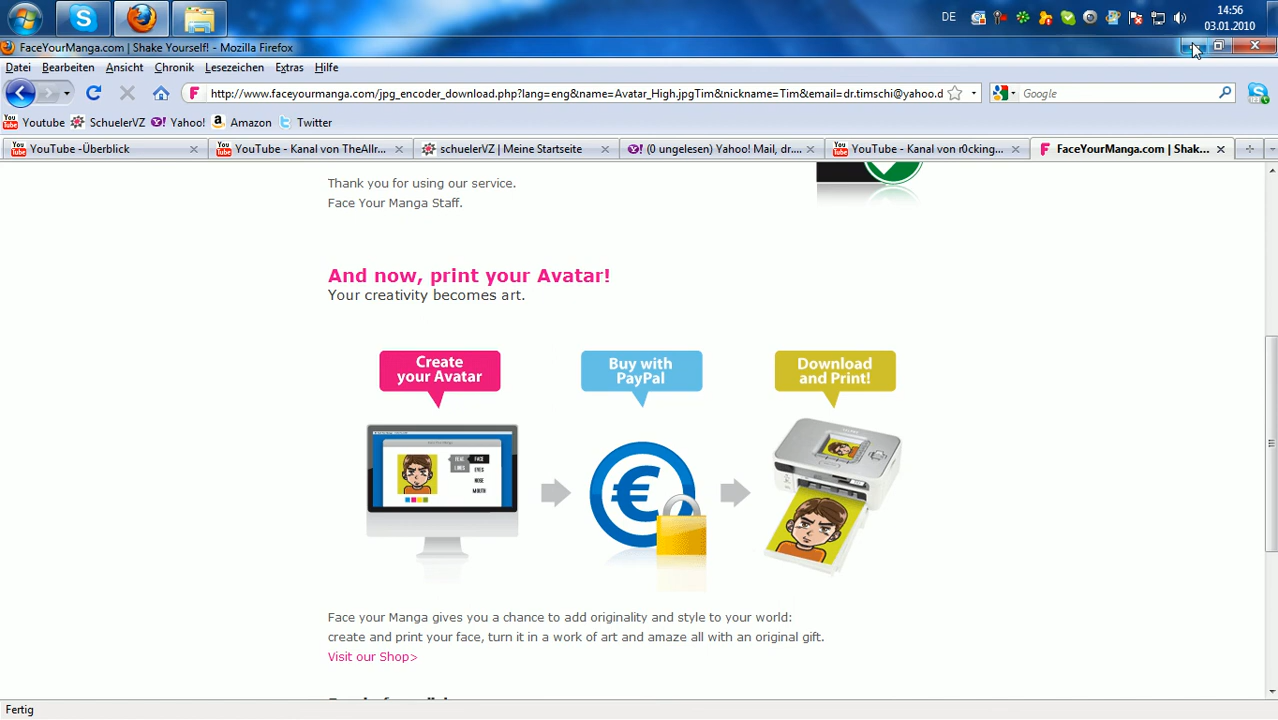 DE
14:56
03.01.2010
FaceYourManga.com | Shake Yourself! - Mozilla Firefox
Datei Bearbeiten Ansicht Chronik Lesezeichen Extras Hilfe
http://www.faceyourmanga.com/jpg_encoder_download.php?lang=eng&name=Avatar_High.jpgTim&nickname=Tim&email=dr.timschi@yahoo.d
Google
Youtube SchuelerVZ Yahoo! Amazon Twitter
YouTube -Überblick
YouTube - Kanal von TheAllr...
schuelerVZ | Meine Startseite
(0 ungelesen) Yahoo! Mail, dr....
YouTube - Kanal von r0cking...
FaceYourManga.com | Shak...
Thank you for using our service.
Face Your Manga Staff.
And now, print your Avatar!
Your creativity becomes art.
Create
your Avatar
Buy with
PayPal
Download
and Print!
FACE
EYES
NOSE
MOUTH
Face your Manga gives you a chance to add originality and style to your world:
create and print your face, turn it in a work of art and amaze all with an original gift.
Visit our Shop>
Fertig